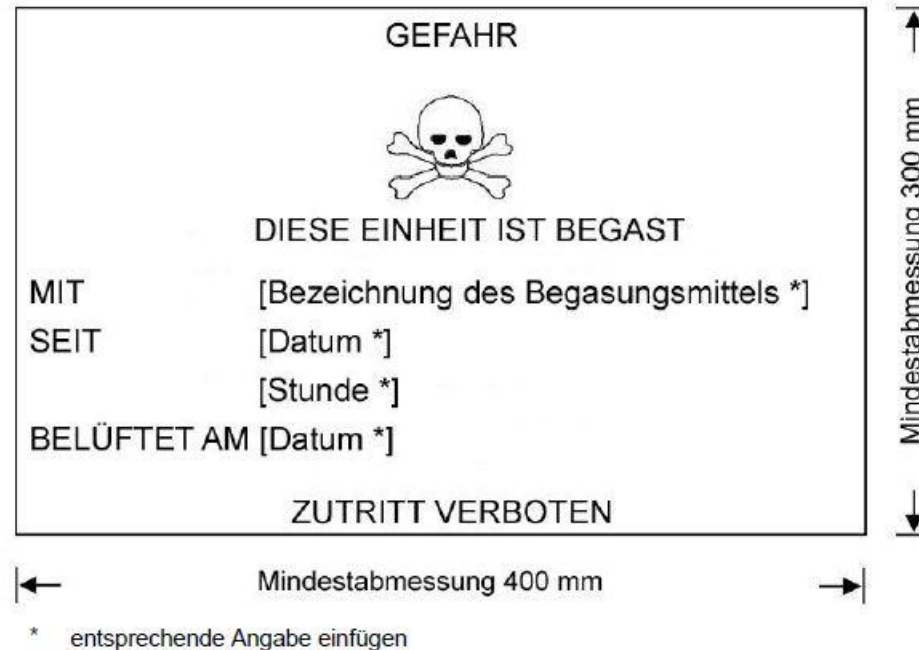 GEFAHR
DIESE EINHEIT IST BEGAST
MIT [Bezeichnung des Begasungsmittels *]
SEIT [Datum *]
[Stunde *]
BELÜFTET AM [Datum *]
ZUTRITT VERBOTEN
Mindestabmessung 300 mm
Mindestabmessung 400 mm
* entsprechende Angabe einfügen